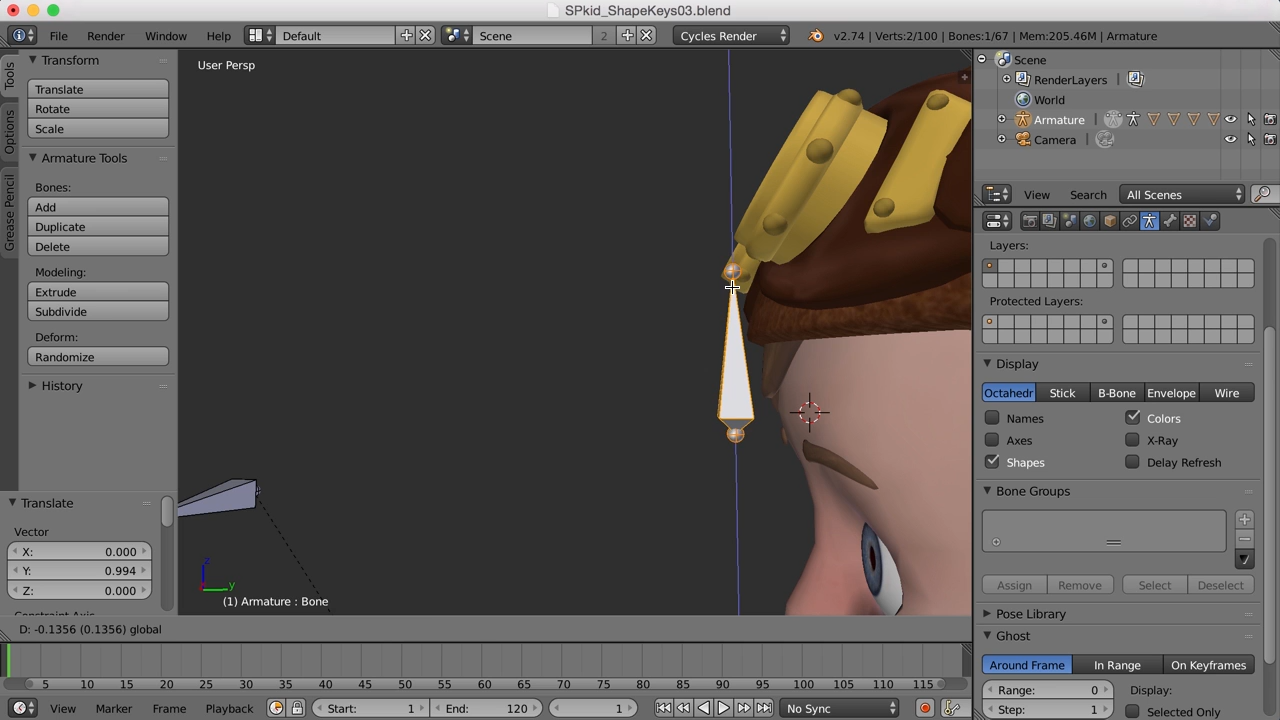 SPkid_ShapeKeys03.blend
File Render Window Help Default Scene 2 Cycles Render v2.74 | Verts:2/100 | Bones:1/67 | Mem:205.46M | Armature
Tools
Options
Grease Pencil
Transform
Translate
Rotate
Scale
Armature Tools
Bones:
Add
Duplicate
Delete
Modeling:
Extrude
Subdivide
Deform:
Randomize
History
Translate
Vector
X: 0.000
Y: 0.994
Z: 0.000
User Persp
z
y
(1) Armature : Bone
D: -0.1356 (0.1356) global
Scene
RenderLayers
World
Armature
Camera
View Search All Scenes
Layers:
Protected Layers:
Display
Octahedr Stick B-Bone Envelope Wire
Names Colors
Axes X-Ray
Shapes Delay Refresh
Bone Groups
Assign Remove Select Deselect
Pose Library
Ghost
Around Frame In Range On Keyframes
Range: 0 Display:
Step: 1 Selected Only
5 10 15 20 25 30 35 40 45 50 55 60 65 70 75 80 85 90 95 100 105 110 115
View Marker Frame Playback Start: 1 End: 120 1 No Sync